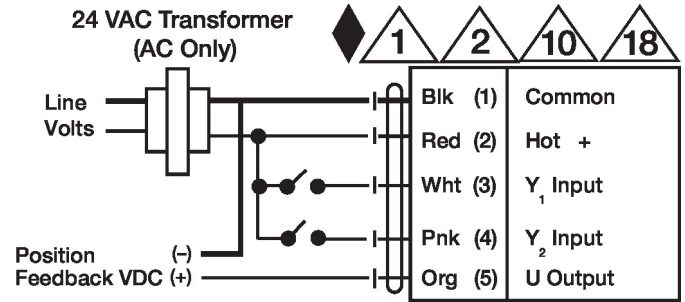 24 VAC Transformer
(AC Only)
1 2 10 18
Line
Volts
Blk (1) Common
Red (2) Hot +
Wht (3) Y1 Input
Pnk (4) Y2 Input
Org (5) U Output
Position (–)
Feedback VDC (+)